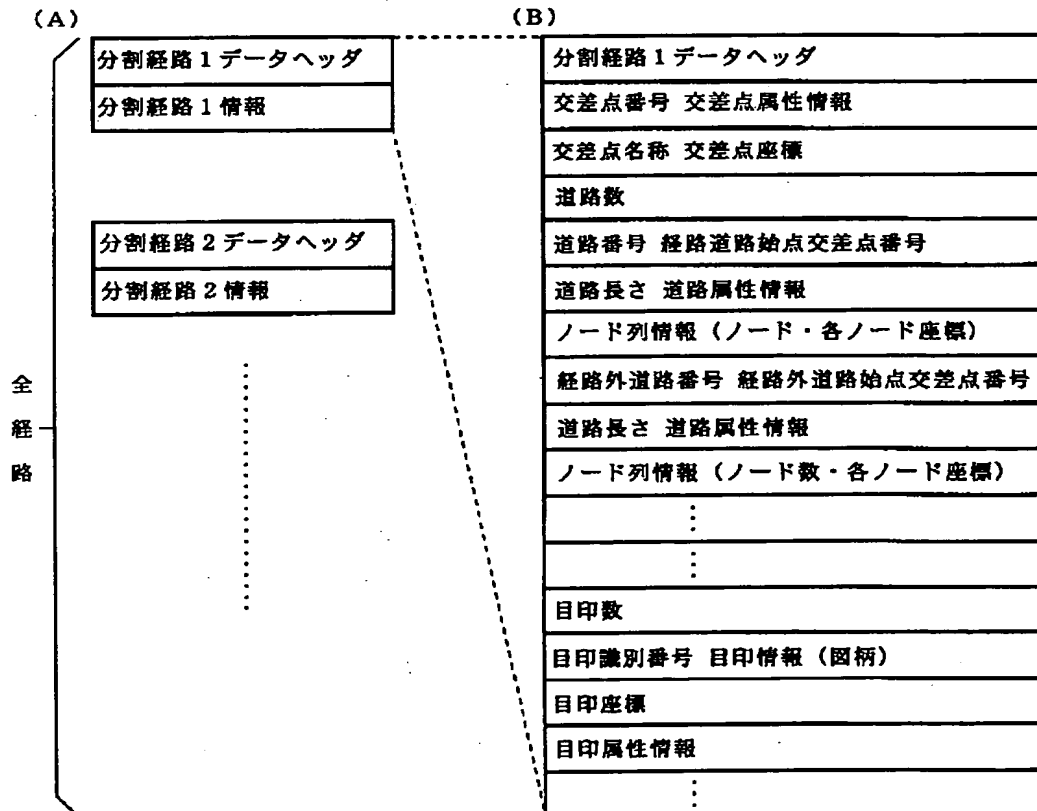 (A)
分割経路1データヘッダ
分割経路1情報
分割経路2データヘッダ
分割経路2情報
全経路
(B)
分割経路1データヘッダ
交差点番号 交差点属性情報
交差点名称 交差点座標
道路数
道路番号 経路道路始点交差点番号
道路長さ 道路属性情報
ノード列情報(ノード・各ノード座標)
経路外道路番号 経路外道路始点交差点番号
道路長さ 道路属性情報
ノード列情報(ノード数・各ノード座標)
目印数
目印識別番号 目印情報(図柄)
目印座標
目印属性情報